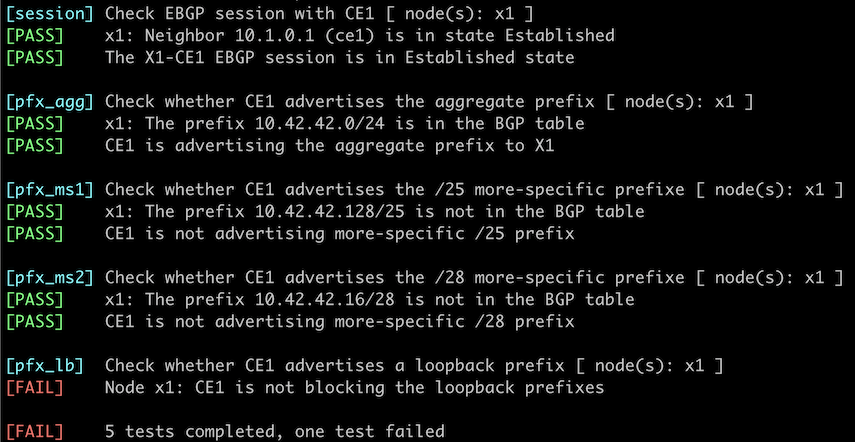 [session] Check EBGP session with CE1 [ node(s): x1 ]
[PASS]    x1: Neighbor 10.1.0.1 (ce1) is in state Established
[PASS]    The X1-CE1 EBGP session is in Established state

[pfx_agg] Check whether CE1 advertises the aggregate prefix [ node(s): x1 ]
[PASS]    x1: The prefix 10.42.42.0/24 is in the BGP table
[PASS]    CE1 is advertising the aggregate prefix to X1

[pfx_ms1] Check whether CE1 advertises the /25 more-specific prefixe [ node(s): x1 ]
[PASS]    x1: The prefix 10.42.42.128/25 is not in the BGP table
[PASS]    CE1 is not advertising more-specific /25 prefix

[pfx_ms2] Check whether CE1 advertises the /28 more-specific prefixe [ node(s): x1 ]
[PASS]    x1: The prefix 10.42.42.16/28 is not in the BGP table
[PASS]    CE1 is not advertising more-specific /28 prefix

[pfx_lb]  Check whether CE1 advertises a loopback prefix [ node(s): x1 ]
[FAIL]    Node x1: CE1 is not blocking the loopback prefixes

[FAIL]    5 tests completed, one test failed